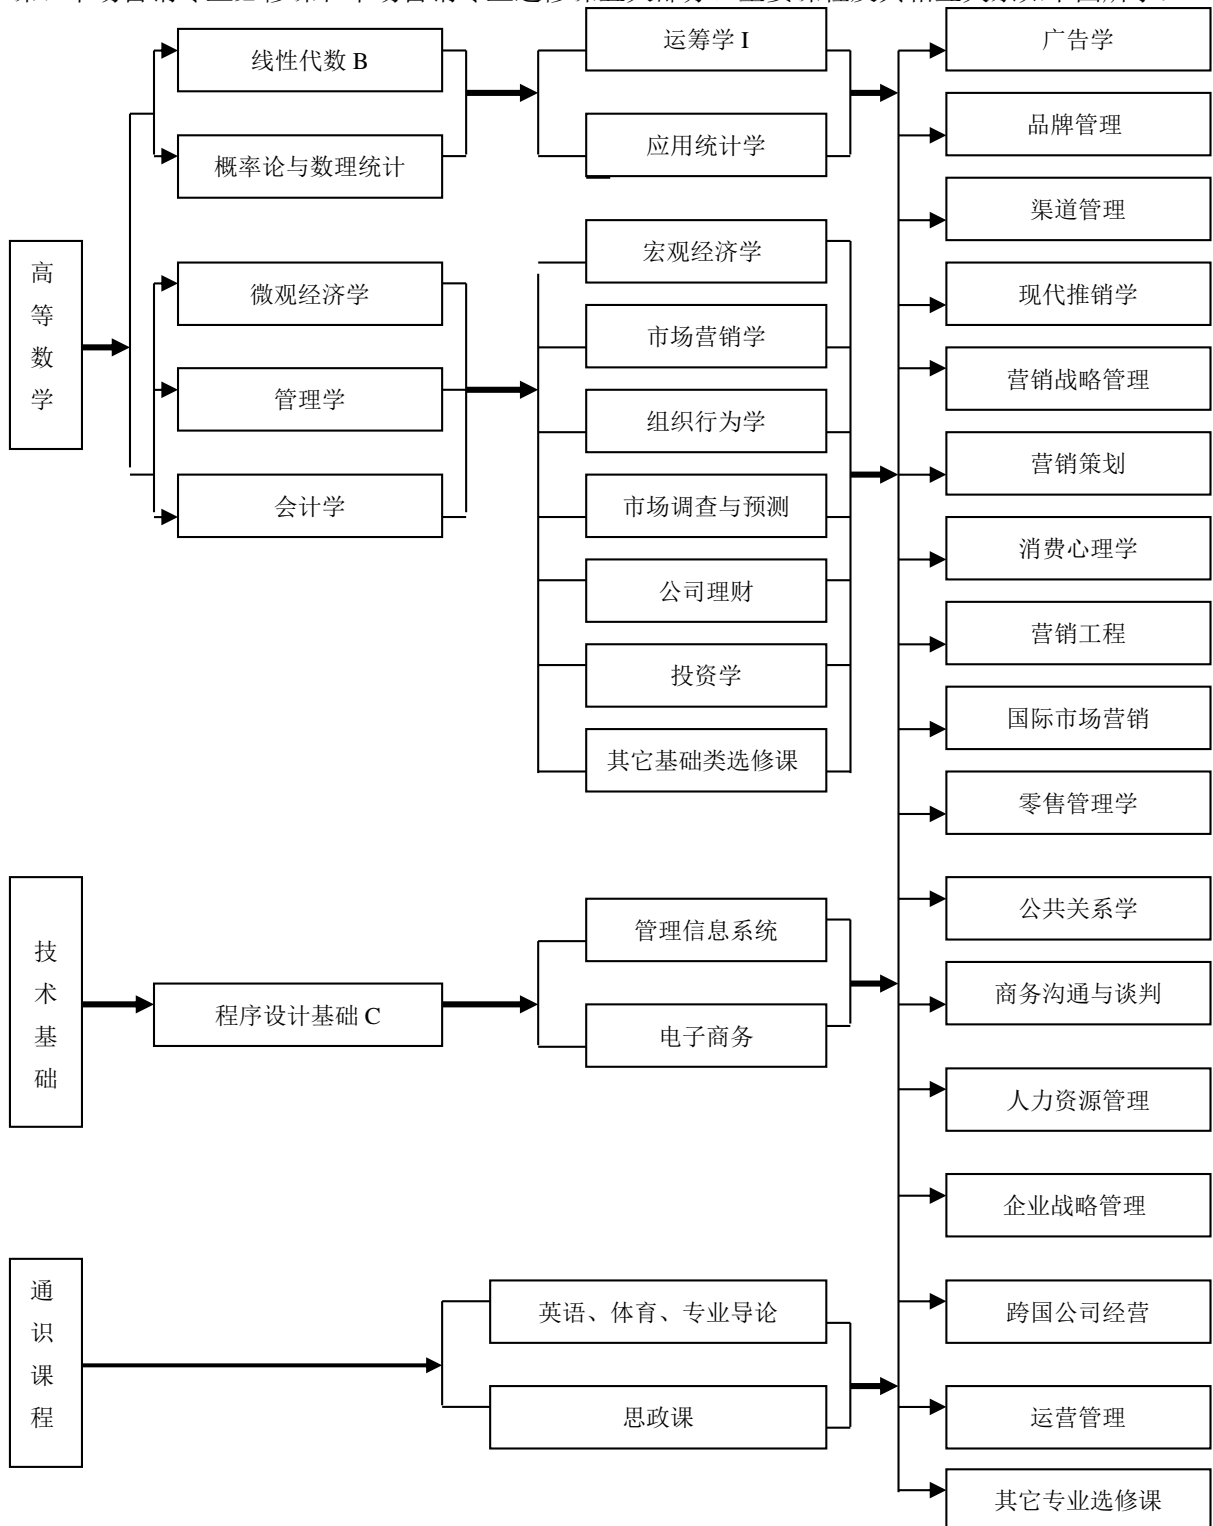 线性代数 B
概率论与数理统计
运筹学 I
应用统计学
高
等
数
学
微观经济学
管理学
会计学
宏观经济学
市场营销学
组织行为学
市场调查与预测
公司理财
投资学
其它基础类选修课
技
术
基
础
程序设计基础 C
管理信息系统
电子商务
通
识
课
程
英语、体育、专业导论
思政课
广告学
品牌管理
渠道管理
现代推销学
营销战略管理
营销策划
消费心理学
营销工程
国际市场营销
零售管理学
公共关系学
商务沟通与谈判
人力资源管理
企业战略管理
跨国公司经营
运营管理
其它专业选修课